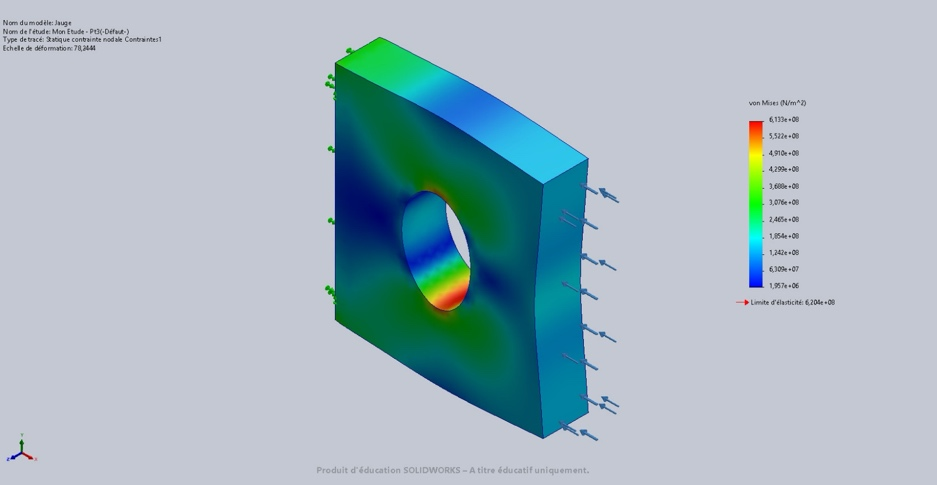 Nom du modèle: Jauge
Nom de l'étude: Mon Etude - Pt3(-Défaut-)
Type de tracé: Statique contrainte nodale Contraintes1
Echelle de déformation: 78,2444
von Mises (N/m^2)
6,133e+08
5,522e+08
4,910e+08
4,299e+08
3,688e+08
3,076e+08
2,465e+08
1,854e+08
1,242e+08
6,309e+07
1,957e+06
Limite d'élasticité: 6,204e+08
Y
Z
X
Produit d'éducation SOLIDWORKS – A titre éducatif uniquement.